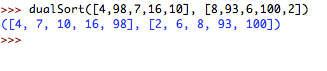 >>> dualSort([4,98,7,16,10], [8,93,6,100,2])
([4, 7, 10, 16, 98], [2, 6, 8, 93, 100])
>>>